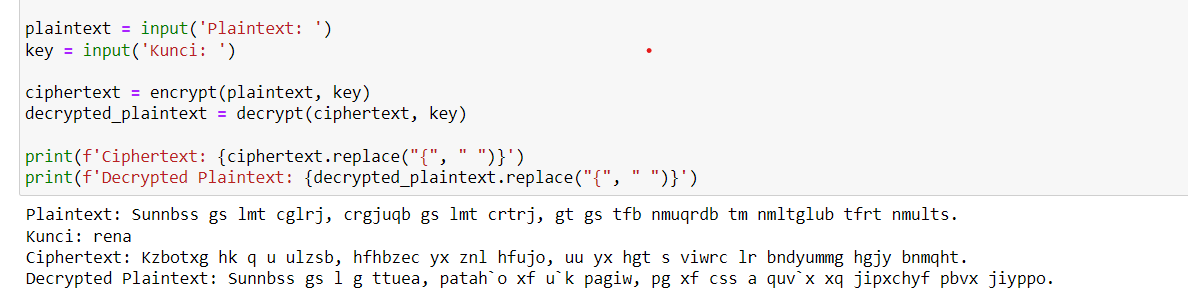 plaintext = input('Plaintext: ')
key = input('Kunci: ')
ciphertext = encrypt(plaintext, key)
decrypted_plaintext = decrypt(ciphertext, key)
print(f'Ciphertext: {ciphertext.replace("{", " ")}')
print(f'Decrypted Plaintext: {decrypted_plaintext.replace("{", " ")}')
Plaintext: Sunnbss gs lmt cglrj, crgjuqb gs lmt crtrj, gt gs tfb nmuqrdb tm nmltglub tfrt nmults.
Kunci: rena
Ciphertext: Kzbotxg hk q u ulzsb, hfhbzec yx znl hfujo, uu yx hgt s viwrc lr bndyummg hgjy bnmqht.
Decrypted Plaintext: Sunnbss gs l g ttuea, patah`o xf u`k pagiw, pg xf css a quv`x xq jipxchyf pbvx jiyppo.